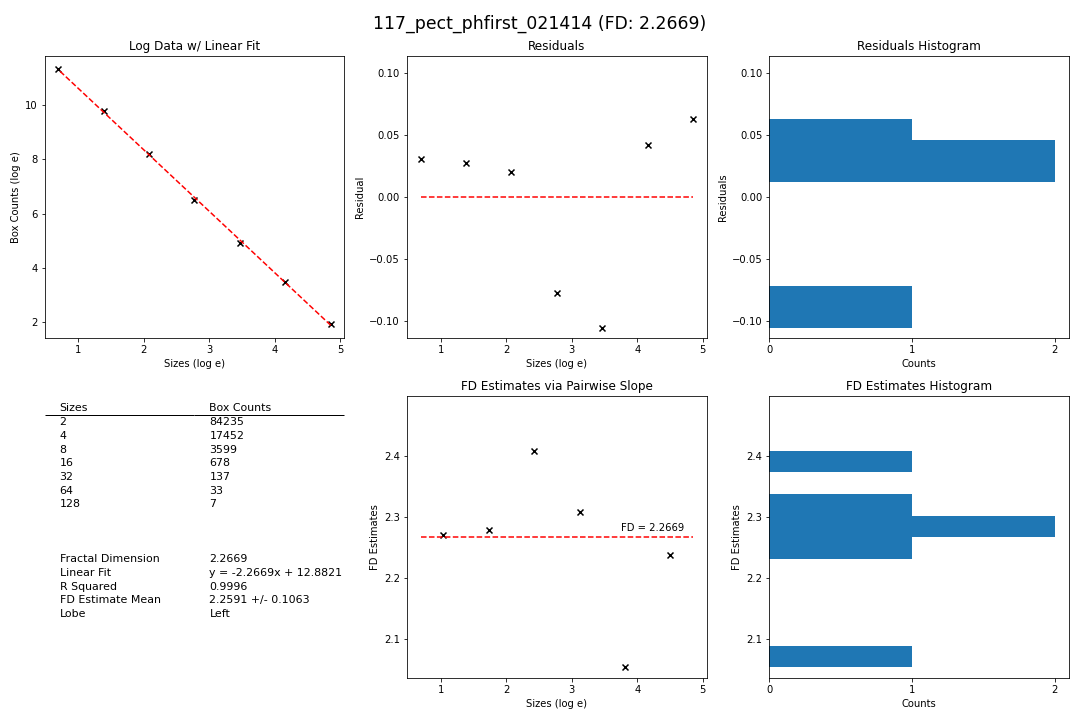 117_pect_phfirst_021414 (FD: 2.2669)
Log Data w/ Linear Fit
Box Counts (log e)
10
8
6
4
2
1 2 3 4 5
Sizes (log e)
Residuals
Residual
0.10
0.05
0.00
−0.05
−0.10
1 2 3 4 5
Sizes (log e)
Residuals Histogram
Residuals
0.10
0.05
0.00
−0.05
−0.10
0 1 2
Counts
Sizes Box Counts
2 84235
4 17452
8 3599
16 678
32 137
64 33
128 7
Fractal Dimension 2.2669
Linear Fit y = -2.2669x + 12.8821
R Squared 0.9996
FD Estimate Mean 2.2591 +/- 0.1063
Lobe Left
FD Estimates via Pairwise Slope
FD Estimates
2.4
2.3
2.2
2.1
FD = 2.2669
1 2 3 4 5
Sizes (log e)
FD Estimates Histogram
FD Estimates
2.4
2.3
2.2
2.1
0 1 2
Counts